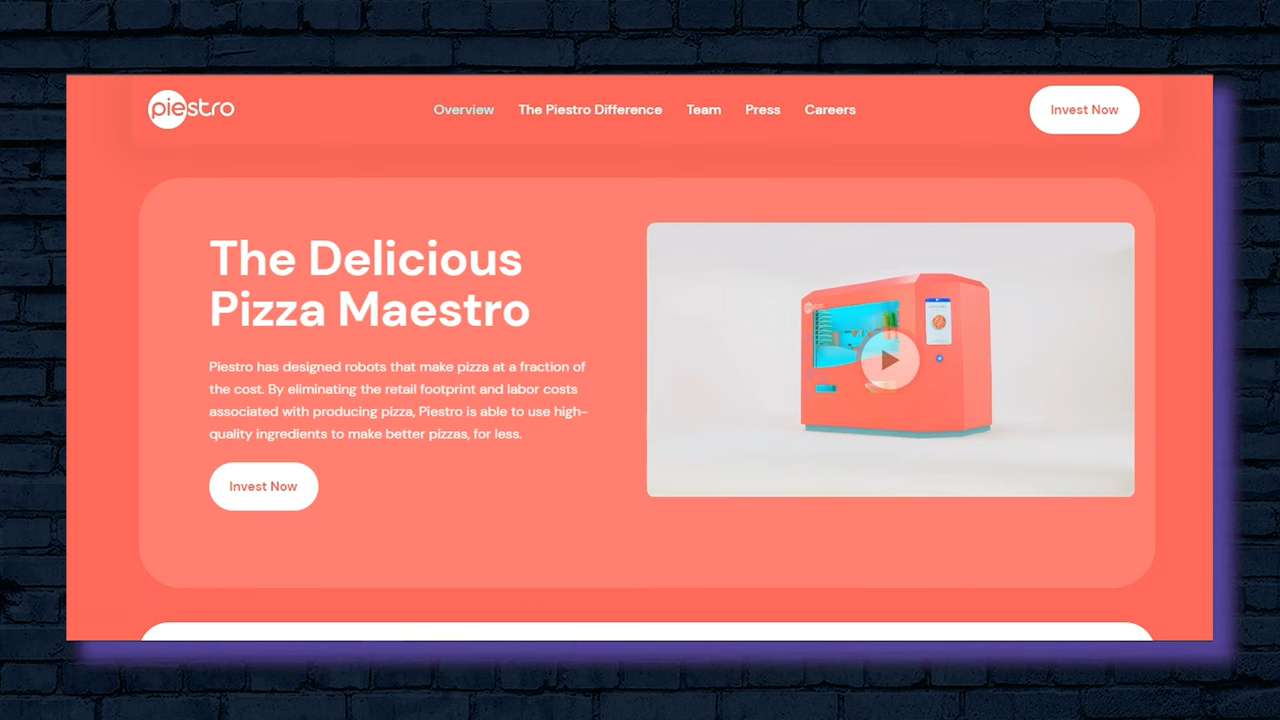 piestro
Overview The Piestro Difference Team Press Careers
Invest Now
The Delicious
Pizza Maestro
Piestro has designed robots that make pizza at a fraction of
the cost. By eliminating the retail footprint and labor costs
associated with producing pizza, Piestro is able to use high-
quality ingredients to make better pizzas, for less.
Invest Now